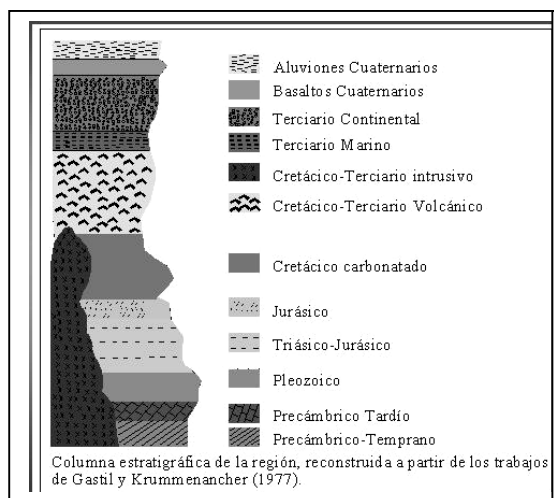 Aluviones Cuaternarios
Basaltos Cuaternarios
Terciario Continental
Terciario Marino
Cretácico-Terciario intrusivo
Cretácico-Terciario Volcánico
Cretácico carbonatado
Jurásico
Triásico-Jurásico
Pleozoico
Precámbrico Tardío
Precámbrico-Temprano
Columna estratigráfica de la región, reconstruida a partir de los trabajos
de Gastil y Krummenancher (1977).